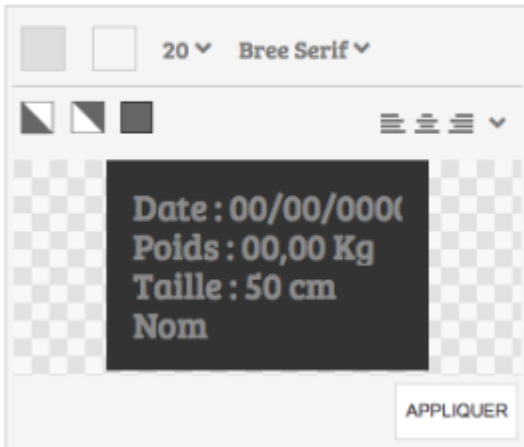 20 Bree Serif
Date : 00/00/000
Poids : 00,00 Kg
Taille : 50 cm
Nom
APPLIQUER